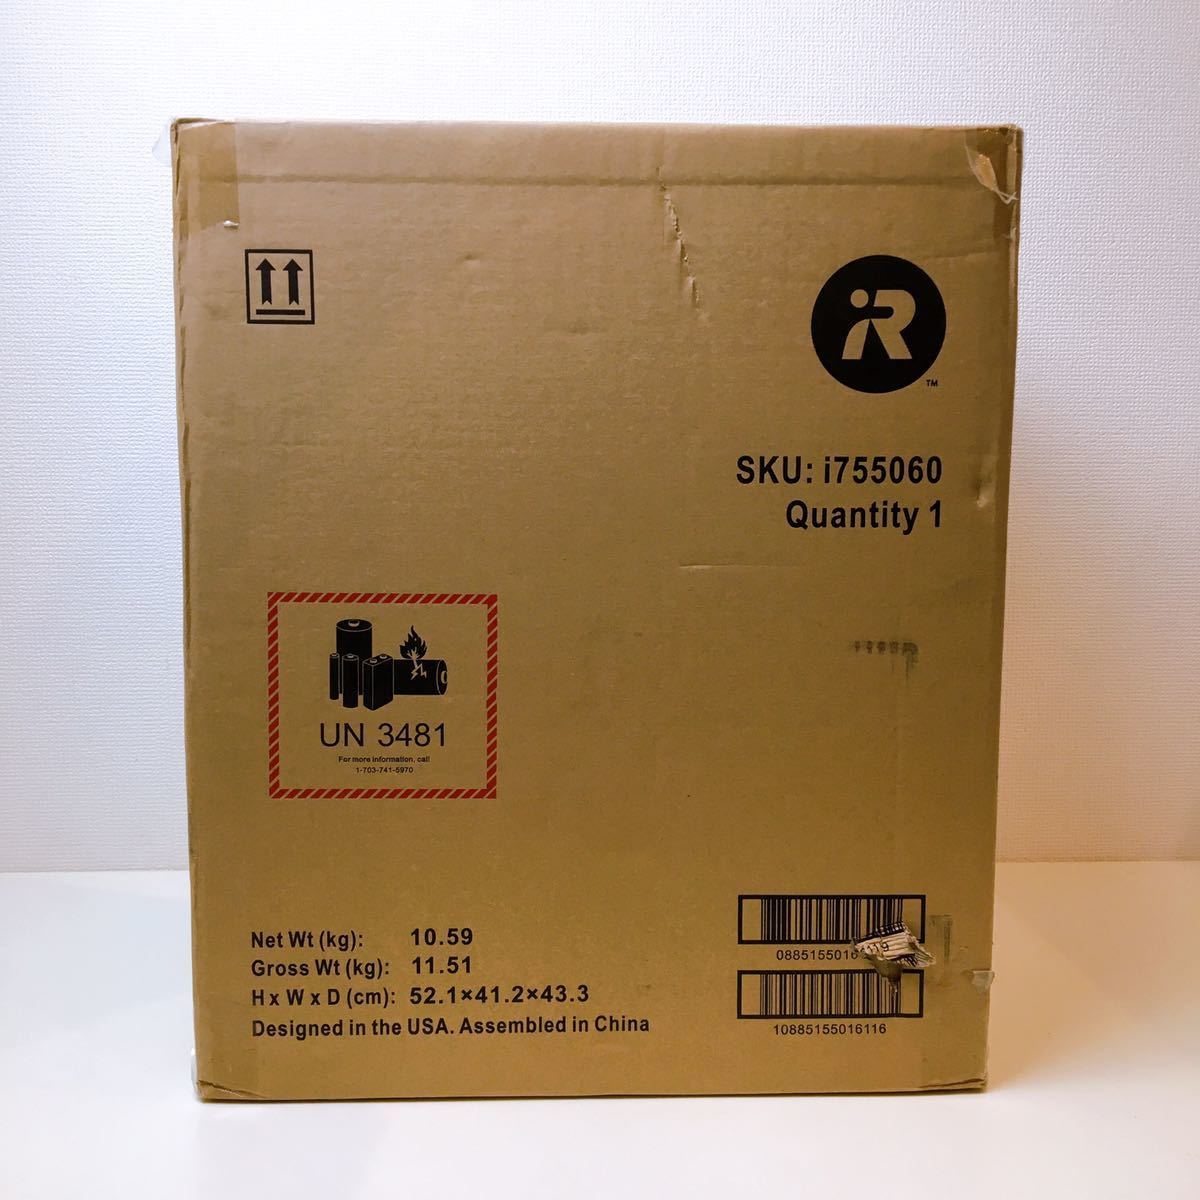 iR
TM
SKU: i755060
Quantity 1
UN 3481
For more information, call
1-703-741-5970
Net Wt (kg): 10.59
Gross Wt (kg): 11.51
H x W x D (cm): 52.1×41.2×43.3
Designed in the USA. Assembled in China
10885155016116